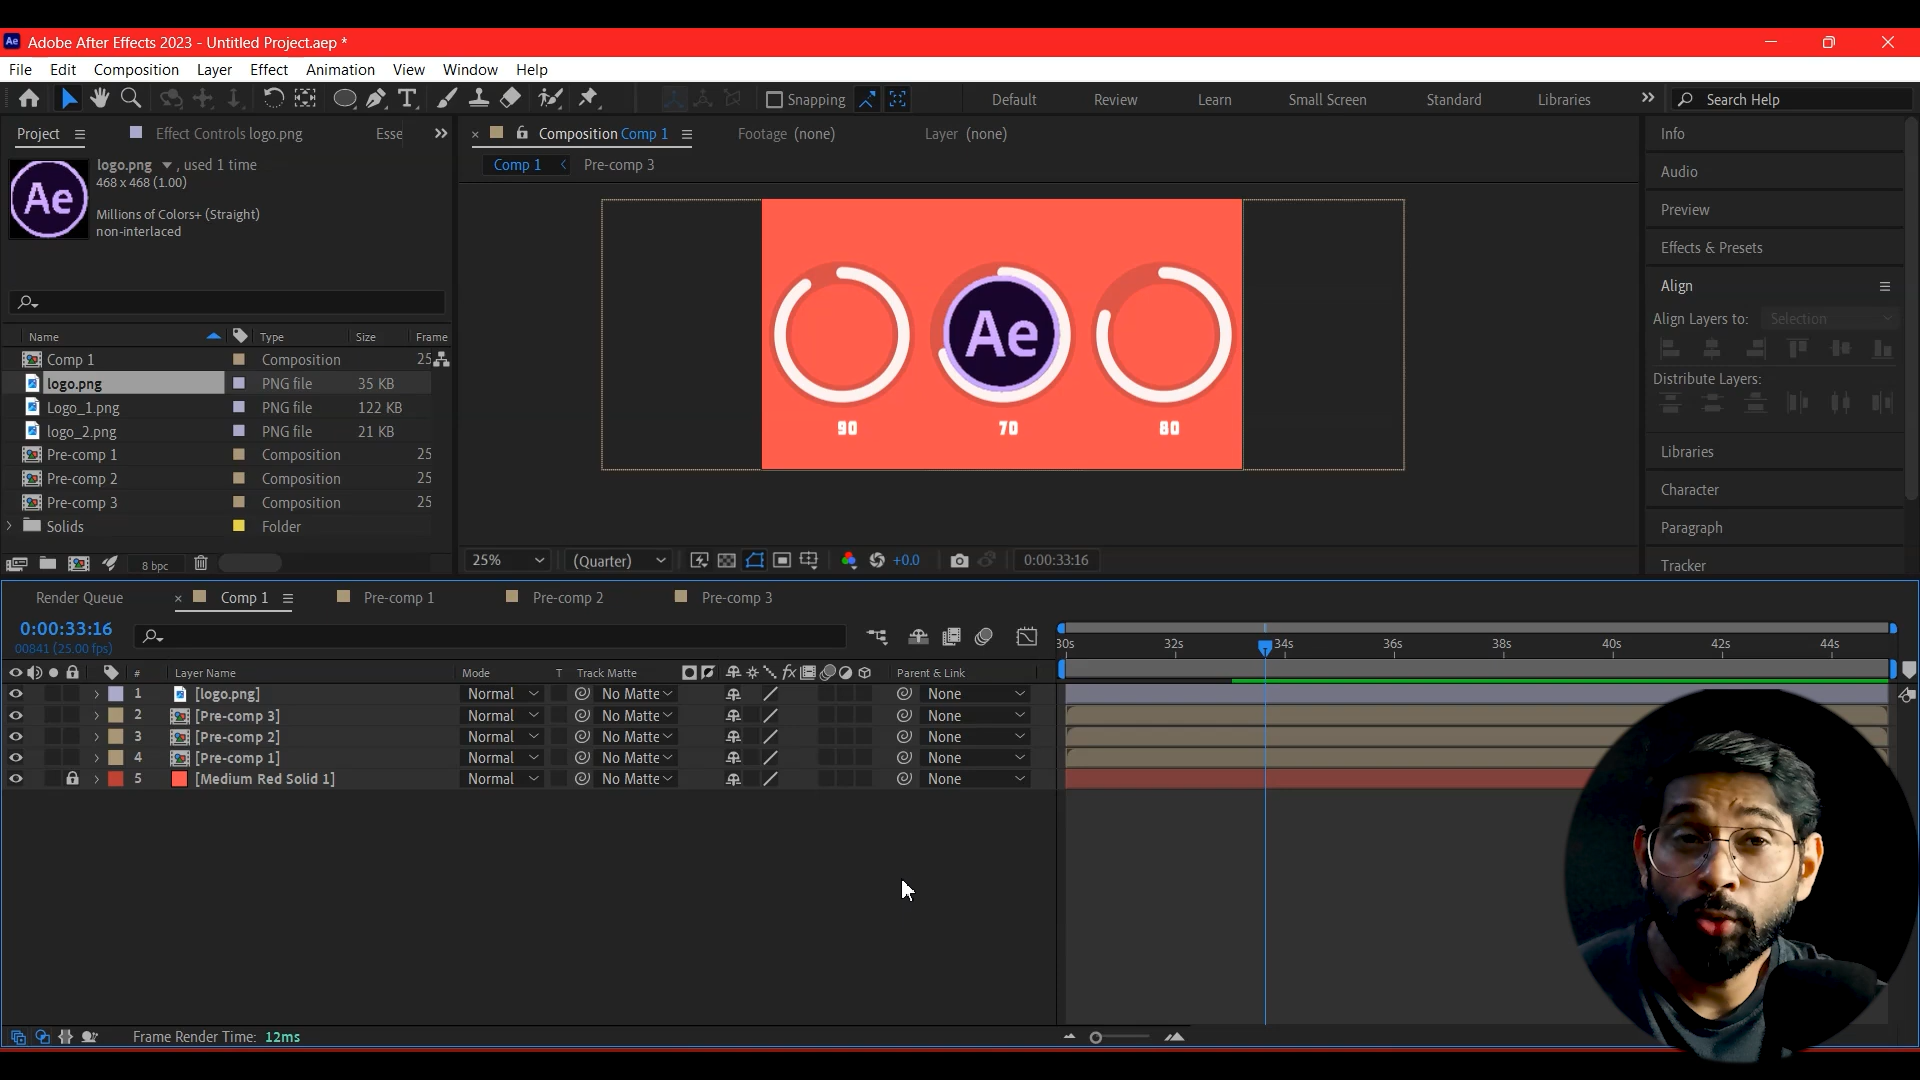 Ae Adobe After Effects 2023 - Untitled Project.aep *
File Edit Composition Layer Effect Animation View Window Help
T Snapping Default Review Learn Small Screen Standard Libraries Search Help
Project Effect Controls logo.png Esse
Composition Comp 1 Footage (none) Layer (none)
Comp 1 Pre-comp 3
Ae
logo.png , used 1 time
468 x 468 (1.00)
Millions of Colors+ (Straight)
non-interlaced
Name Type Size Frame
Comp 1 Composition 25
logo.png PNG file 35 KB
Logo_1.png PNG file 122 KB
logo_2.png PNG file 21 KB
Pre-comp 1 Composition 25
Pre-comp 2 Composition 25
Pre-comp 3 Composition 25
Solids Folder
8 bpc
Ae
90 70 80
25% (Quarter) +0.0 0:00:33:16
Info
Audio
Preview
Effects & Presets
Align
Align Layers to: Selection
Distribute Layers:
Libraries
Character
Paragraph
Tracker
Render Queue Comp 1 Pre-comp 1 Pre-comp 2 Pre-comp 3
0:00:33:16
00841 (25.00 fps)
30s 32s 34s 36s 38s 40s 42s 44s
# Layer Name Mode T Track Matte fx Parent & Link
1 [logo.png] Normal No Matte None
2 [Pre-comp 3] Normal No Matte None
3 [Pre-comp 2] Normal No Matte None
4 [Pre-comp 1] Normal No Matte None
5 [Medium Red Solid 1] Normal No Matte None
Frame Render Time: 12ms